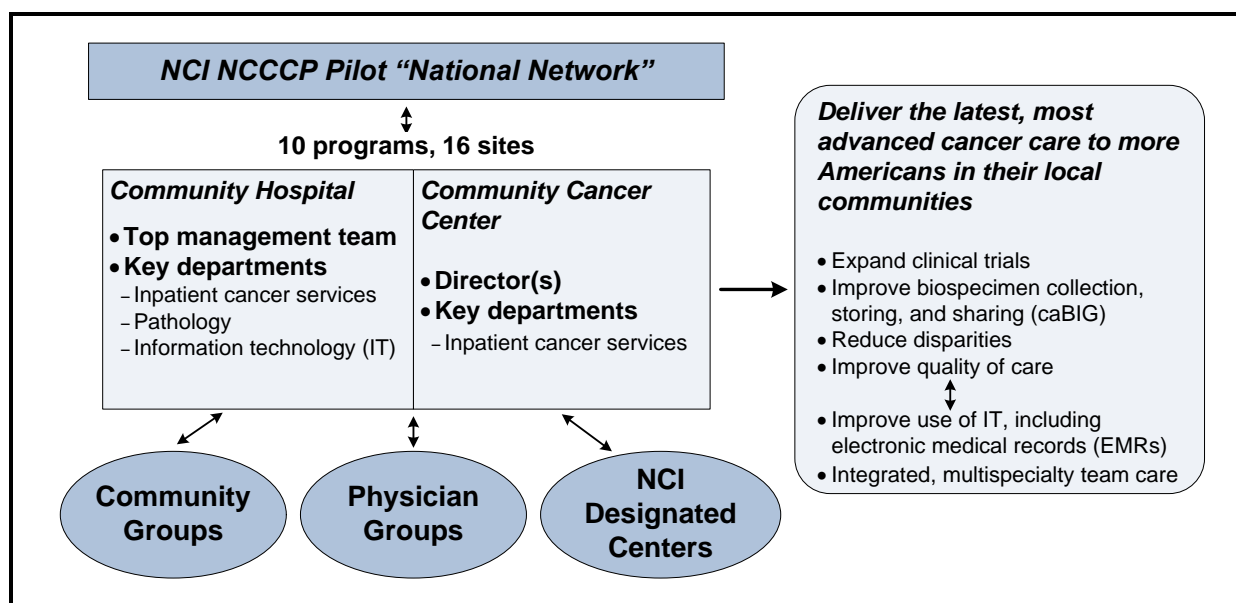 NCI NCCCP Pilot “National Network”
10 programs, 16 sites
Community Hospital
• Top management team
• Key departments
– Inpatient cancer services
– Pathology
– Information technology (IT)
Community Cancer
Center
• Director(s)
• Key departments
– Inpatient cancer services
Deliver the latest, most
advanced cancer care to more
Americans in their local
communities
• Expand clinical trials
• Improve biospecimen collection,
storing, and sharing (caBIG)
• Reduce disparities
• Improve quality of care
• Improve use of IT, including
electronic medical records (EMRs)
• Integrated, multispecialty team care
Community
Groups
Physician
Groups
NCI
Designated
Centers